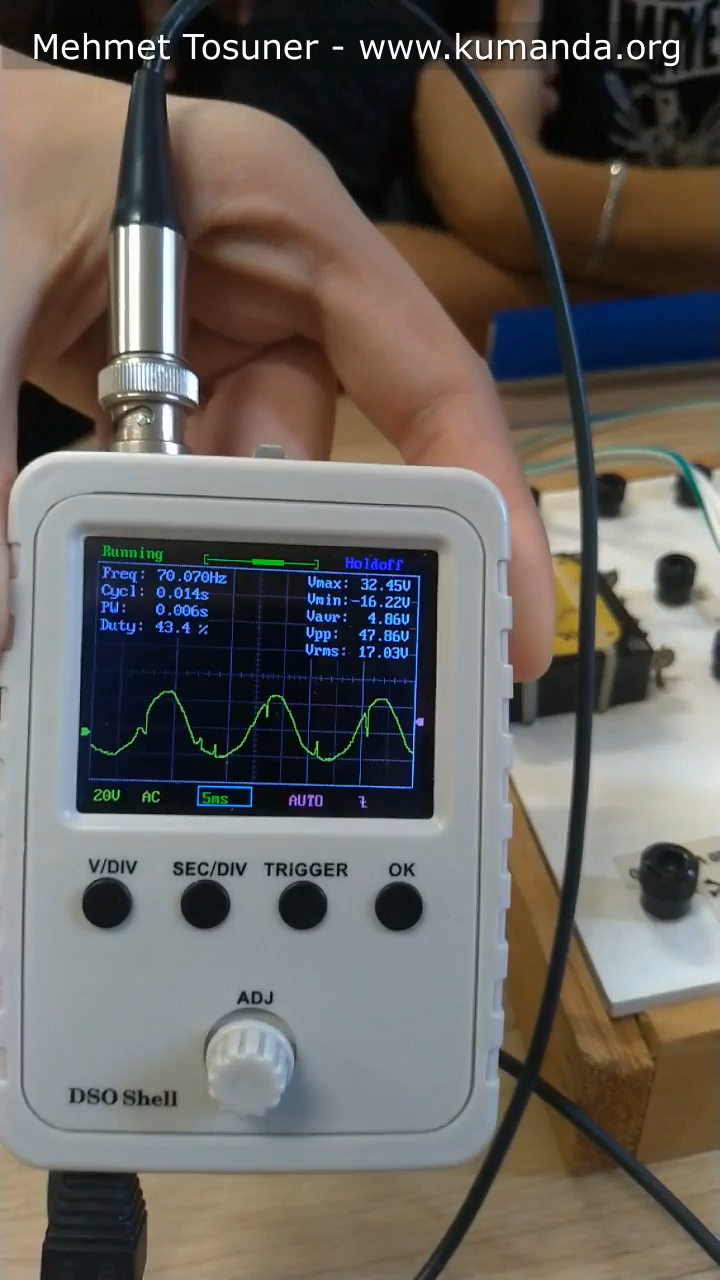 Mehmet Tosuner - www.kumanda.org
Running
Holdoff
Freq: 70.070Hz
Cycl: 0.014s
PW: 0.006s
Duty: 43.4 %
Vmax: 32.45V
Vmin:-16.22V
Vavr: 4.86V
Vpp: 47.86V
Vrms: 17.03V
20V AC 5ms AUTO
V/DIV SEC/DIV TRIGGER OK
ADJ
DSO Shell